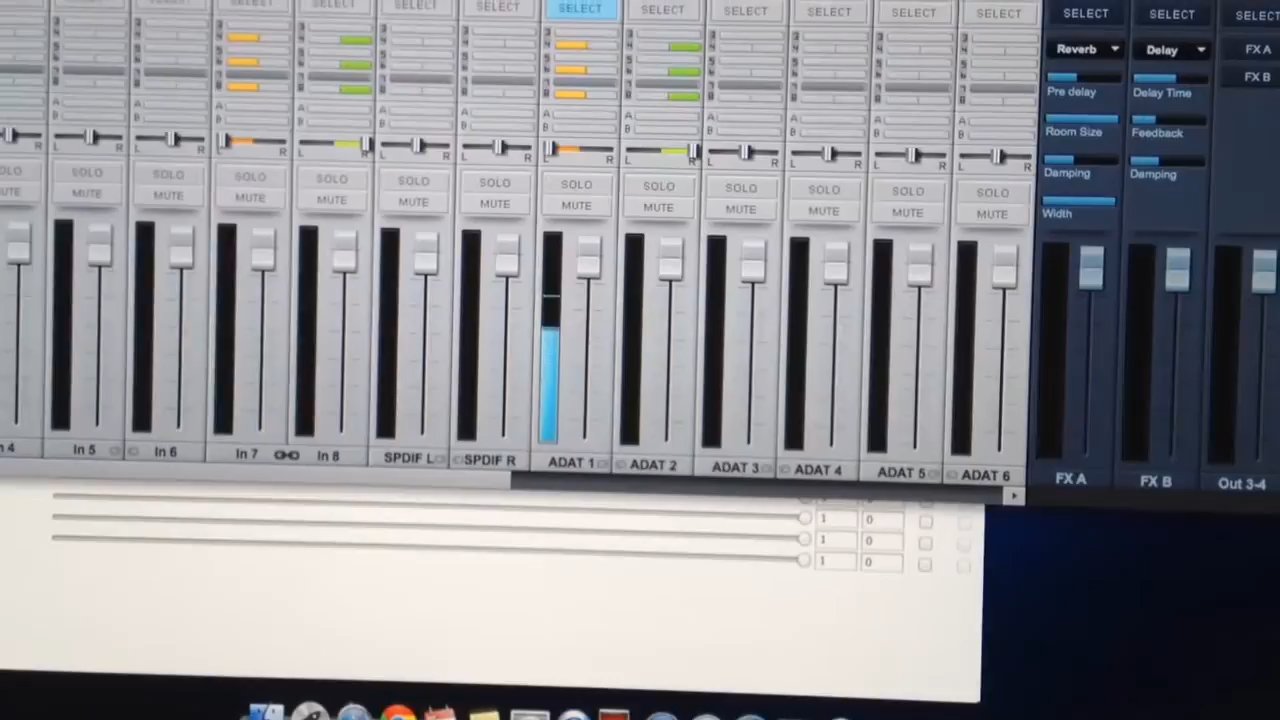 SELECT SELECT SELECT SELECT SELECT SELECT SELECT SELECT SELECT SELECT SELECT
Reverb Delay FX A
FX B
Pre delay Delay Time
Room Size Feedback
Damping Damping
Width
A A A A A A A A A A A
B B B B B B B B B B B
R L R L R L R L R L R L R L R L R L R L R L R
SOLO SOLO SOLO SOLO SOLO SOLO SOLO SOLO SOLO SOLO SOLO
MUTE MUTE MUTE MUTE MUTE MUTE MUTE MUTE MUTE MUTE MUTE
In 5 In 6 In 7 In 8 SPDIF L SPDIF R ADAT 1 ADAT 2 ADAT 3 ADAT 4 ADAT 5 ADAT 6 FX A FX B Out 3-4
1 0
1 0
1 0